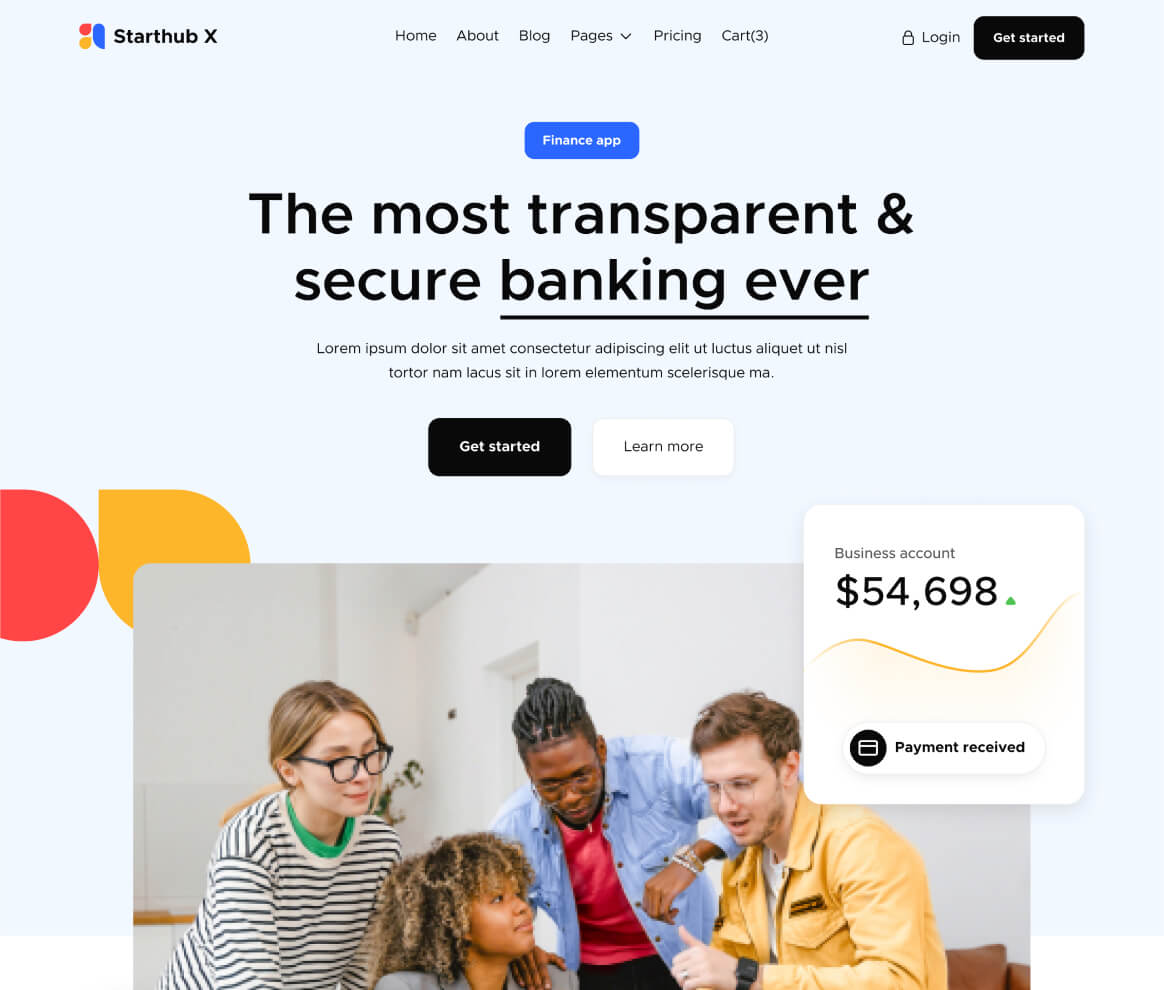 Starthub X
Home About Blog Pages Pricing Cart(3) Login Get started
Finance app
The most transparent &
secure banking ever
Lorem ipsum dolor sit amet consectetur adipiscing elit ut luctus aliquet ut nisl
tortor nam lacus sit in lorem elementum scelerisque ma.
Get started Learn more
Business account
$54,698
Payment received